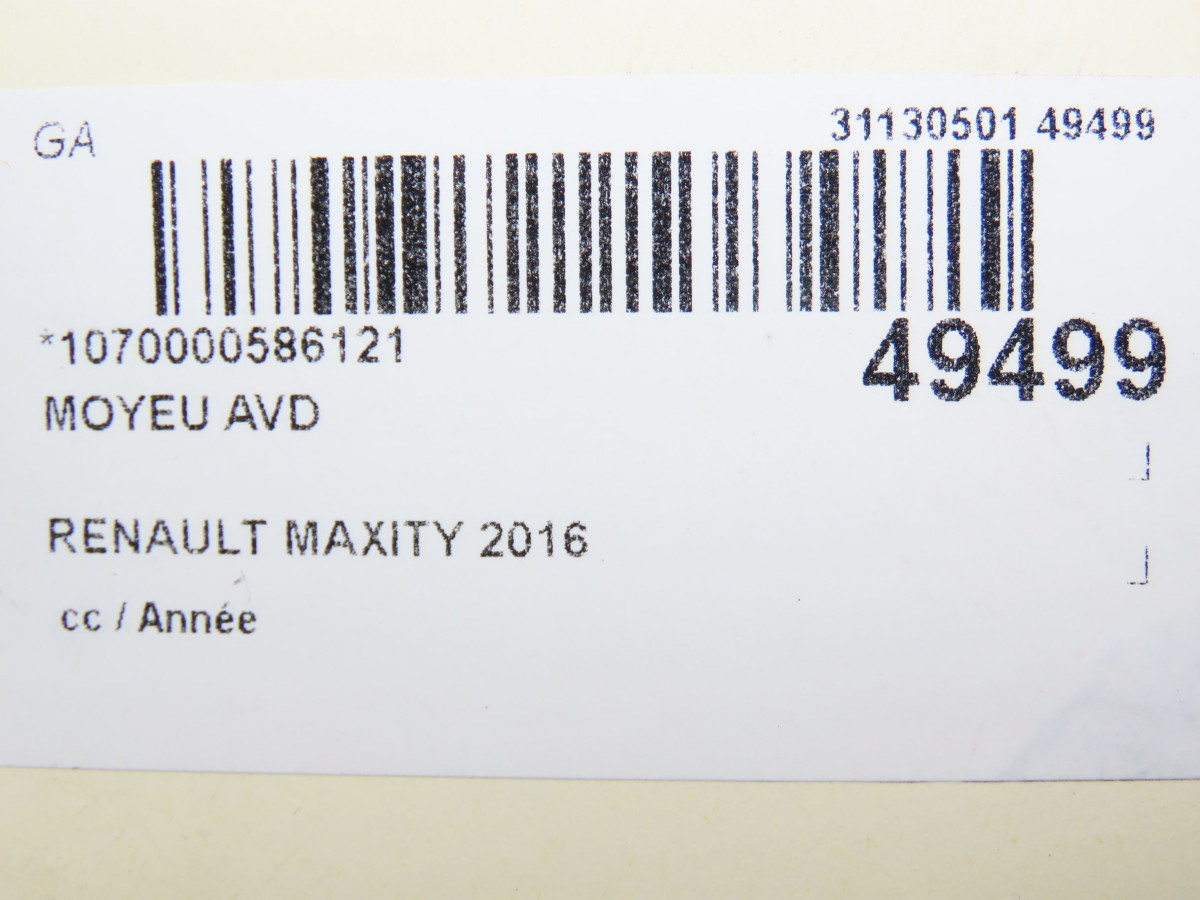 GA
31130501 49499
*1070000586121
49499
MOYEU AVD
RENAULT MAXITY 2016
cc / Année